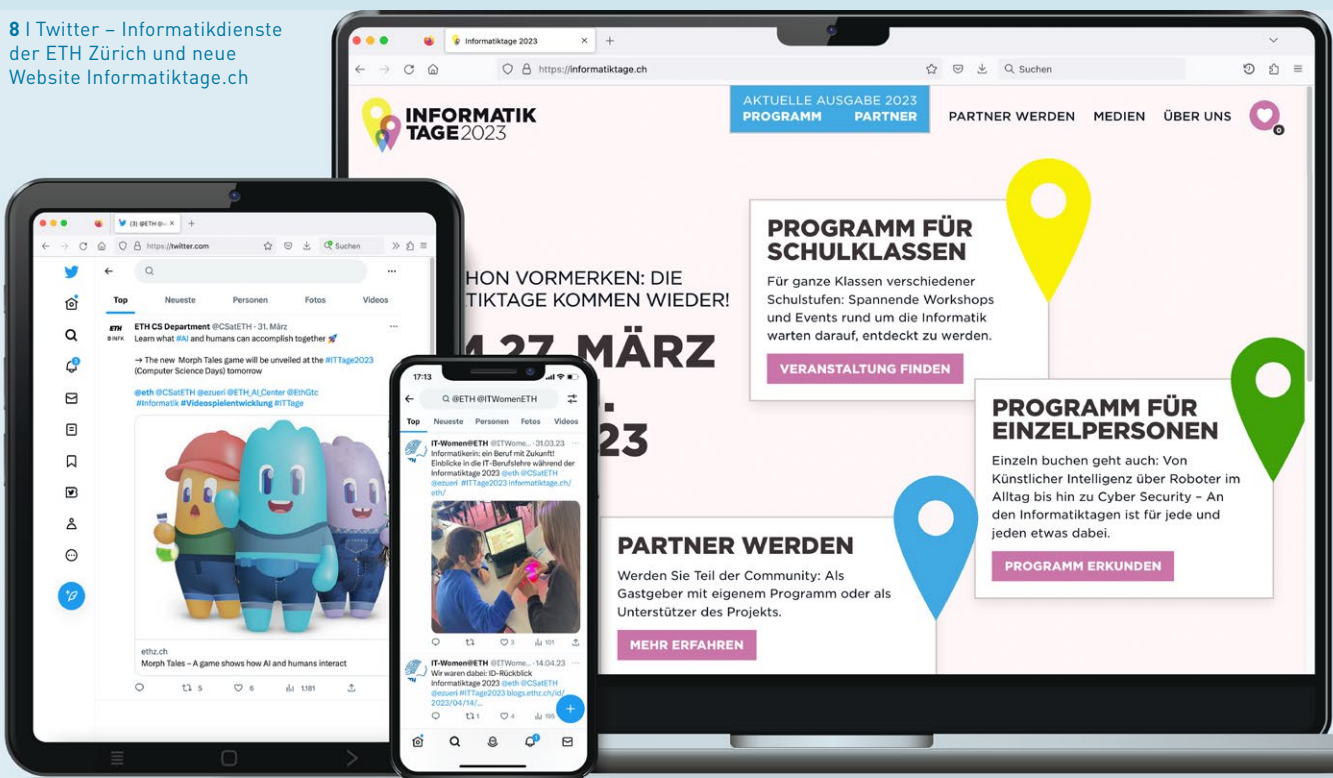 8 I Twitter – Informatikdienste
der ETH Zürich und neue
Website Informatiktage.ch
Informatiktage 2023
https://informatiktage.ch
Suchen
INFORMATIK
TAGE2023
AKTUELLE AUSGABE 2023
PROGRAMM PARTNER
PARTNER WERDEN MEDIEN ÜBER UNS
0
HON VORMERKEN: DIE
TIKTAGE KOMMEN WIEDER!
27. MÄRZ
23
PROGRAMM FÜR
SCHULKLASSEN
Für ganze Klassen verschiedener
Schulstufen: Spannende Workshops
und Events rund um die Informatik
warten darauf, entdeckt zu werden.
VERANSTALTUNG FINDEN
PROGRAMM FÜR
EINZELPERSONEN
Einzeln buchen geht auch: Von
Künstlicher Intelligenz über Roboter im
Alltag bis hin zu Cyber Security – An
den Informatiktagen ist für jede und
jeden etwas dabei.
PROGRAMM ERKUNDEN
PARTNER WERDEN
Werden Sie Teil der Community: Als
Gastgeber mit eigenem Programm oder als
Unterstützer des Projekts.
MEHR ERFAHREN
https://twitter.com
Suchen
Top Neueste Personen Fotos Videos
ETH CS Department @CSatETH · 31. März
Learn what #AI and humans can accomplish together 🚀
→ The new Morph Tales game will be unveiled at the #ITTage2023
(Computer Science Days) tomorrow
@eth @CSatETH @ezueri @ETH_AI_Center @EthGtc
#Informatik #Videospielentwicklung #ITTage
ethz.ch
Morph Tales – A game shows how AI and humans interact
5 6 1.181
17:13
@ETH @ITWomenETH
Top Neueste Personen Fotos Videos
IT-Women@ETH @ITWome... · 31.03.23
Informatikerin: ein Beruf mit Zukunft!
Einblicke in die IT-Berufslehre während der
Informatiktage 2023 @eth @CSatETH
@ezueri #ITTage2023 informatiktage.ch/
eth/
3 101
IT-Women@ETH @ITWome... · 14.04.23
Wir waren dabei: ID-Rückblick
Informatiktage 2023 @eth @CSatETH
@ezueri #ITTage2023 blogs.ethz.ch/id/
2023/04/14/...
1 4 195